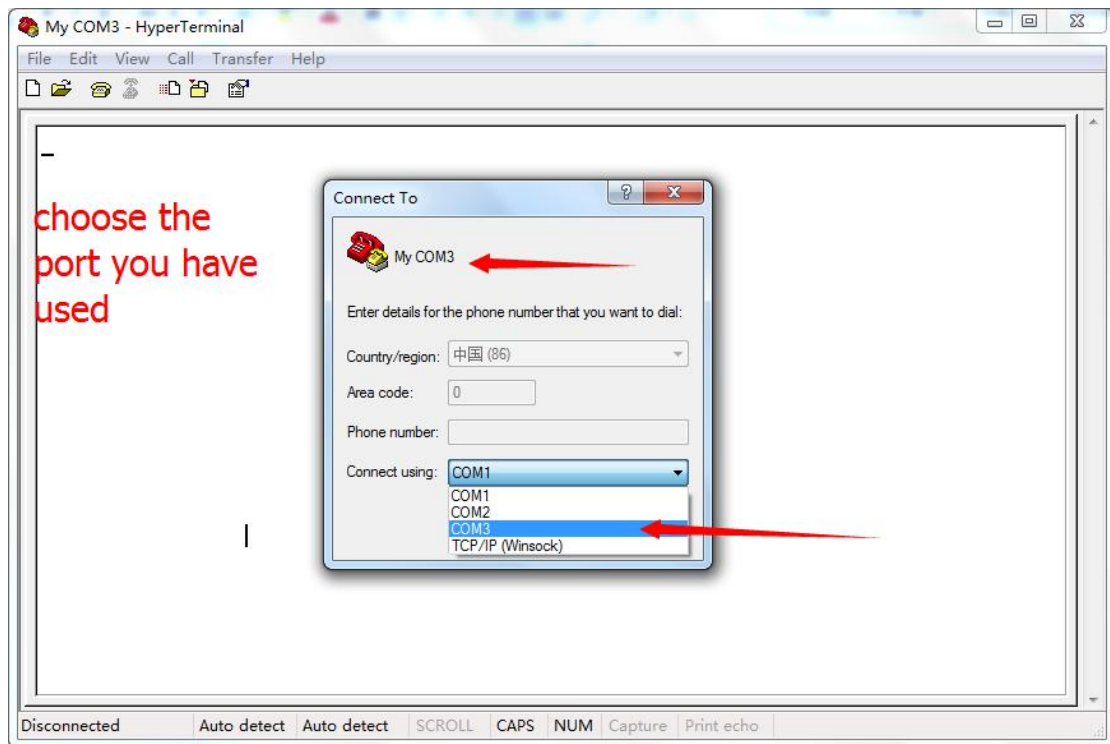 My COM3 - HyperTerminal
File Edit View Call Transfer Help
choose the
port you have
used
Connect To
My COM3
Enter details for the phone number that you want to dial:
Country/region: 中国 (86)
Area code: 0
Phone number:
Connect using: COM1
COM1
COM2
COM3
TCP/IP (Winsock)
Disconnected Auto detect Auto detect SCROLL CAPS NUM Capture Print echo